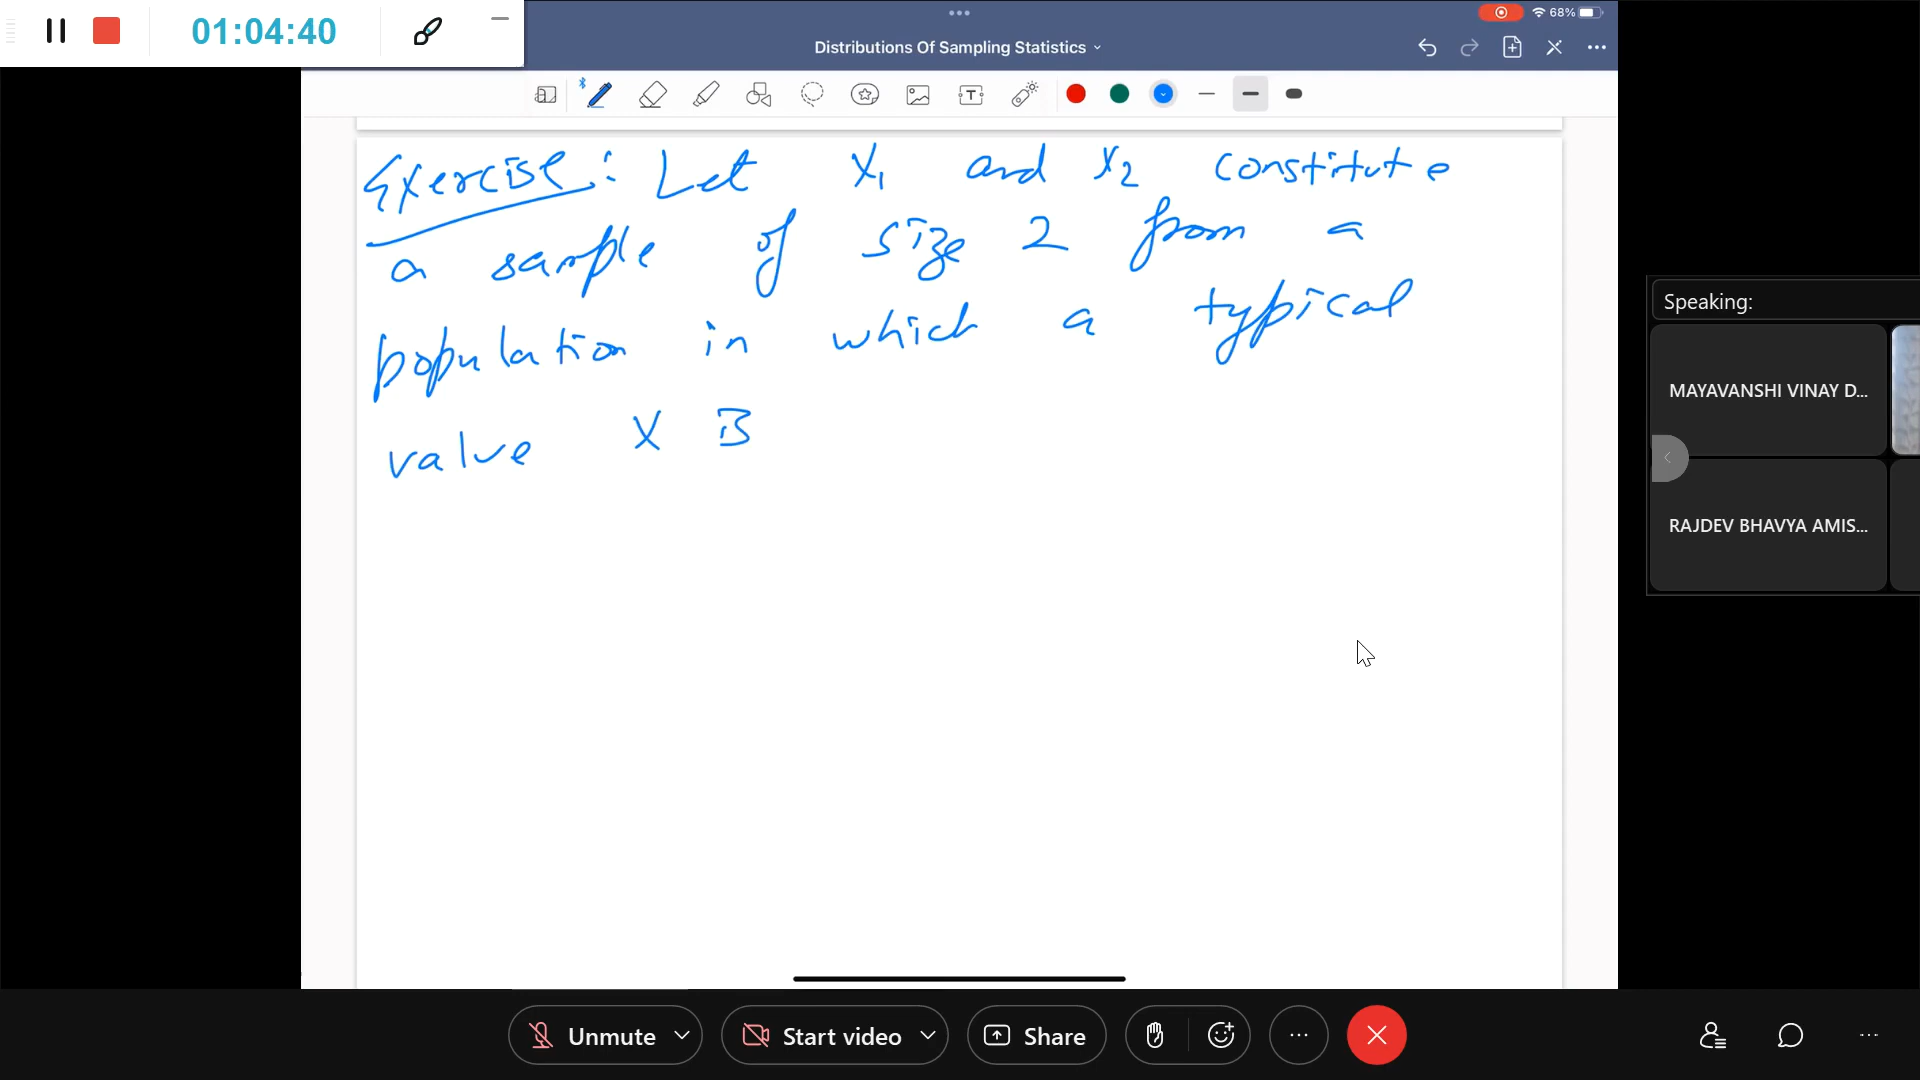 01:04:40
68%
Distributions Of Sampling Statistics
Exercise: Let X1 and X2 constitute
a sample of size 2 from a
population in which a typical
value X is
Speaking:
MAYAVANSHI VINAY D...
RAJDEV BHAVYA AMIS...
Unmute
Start video
Share